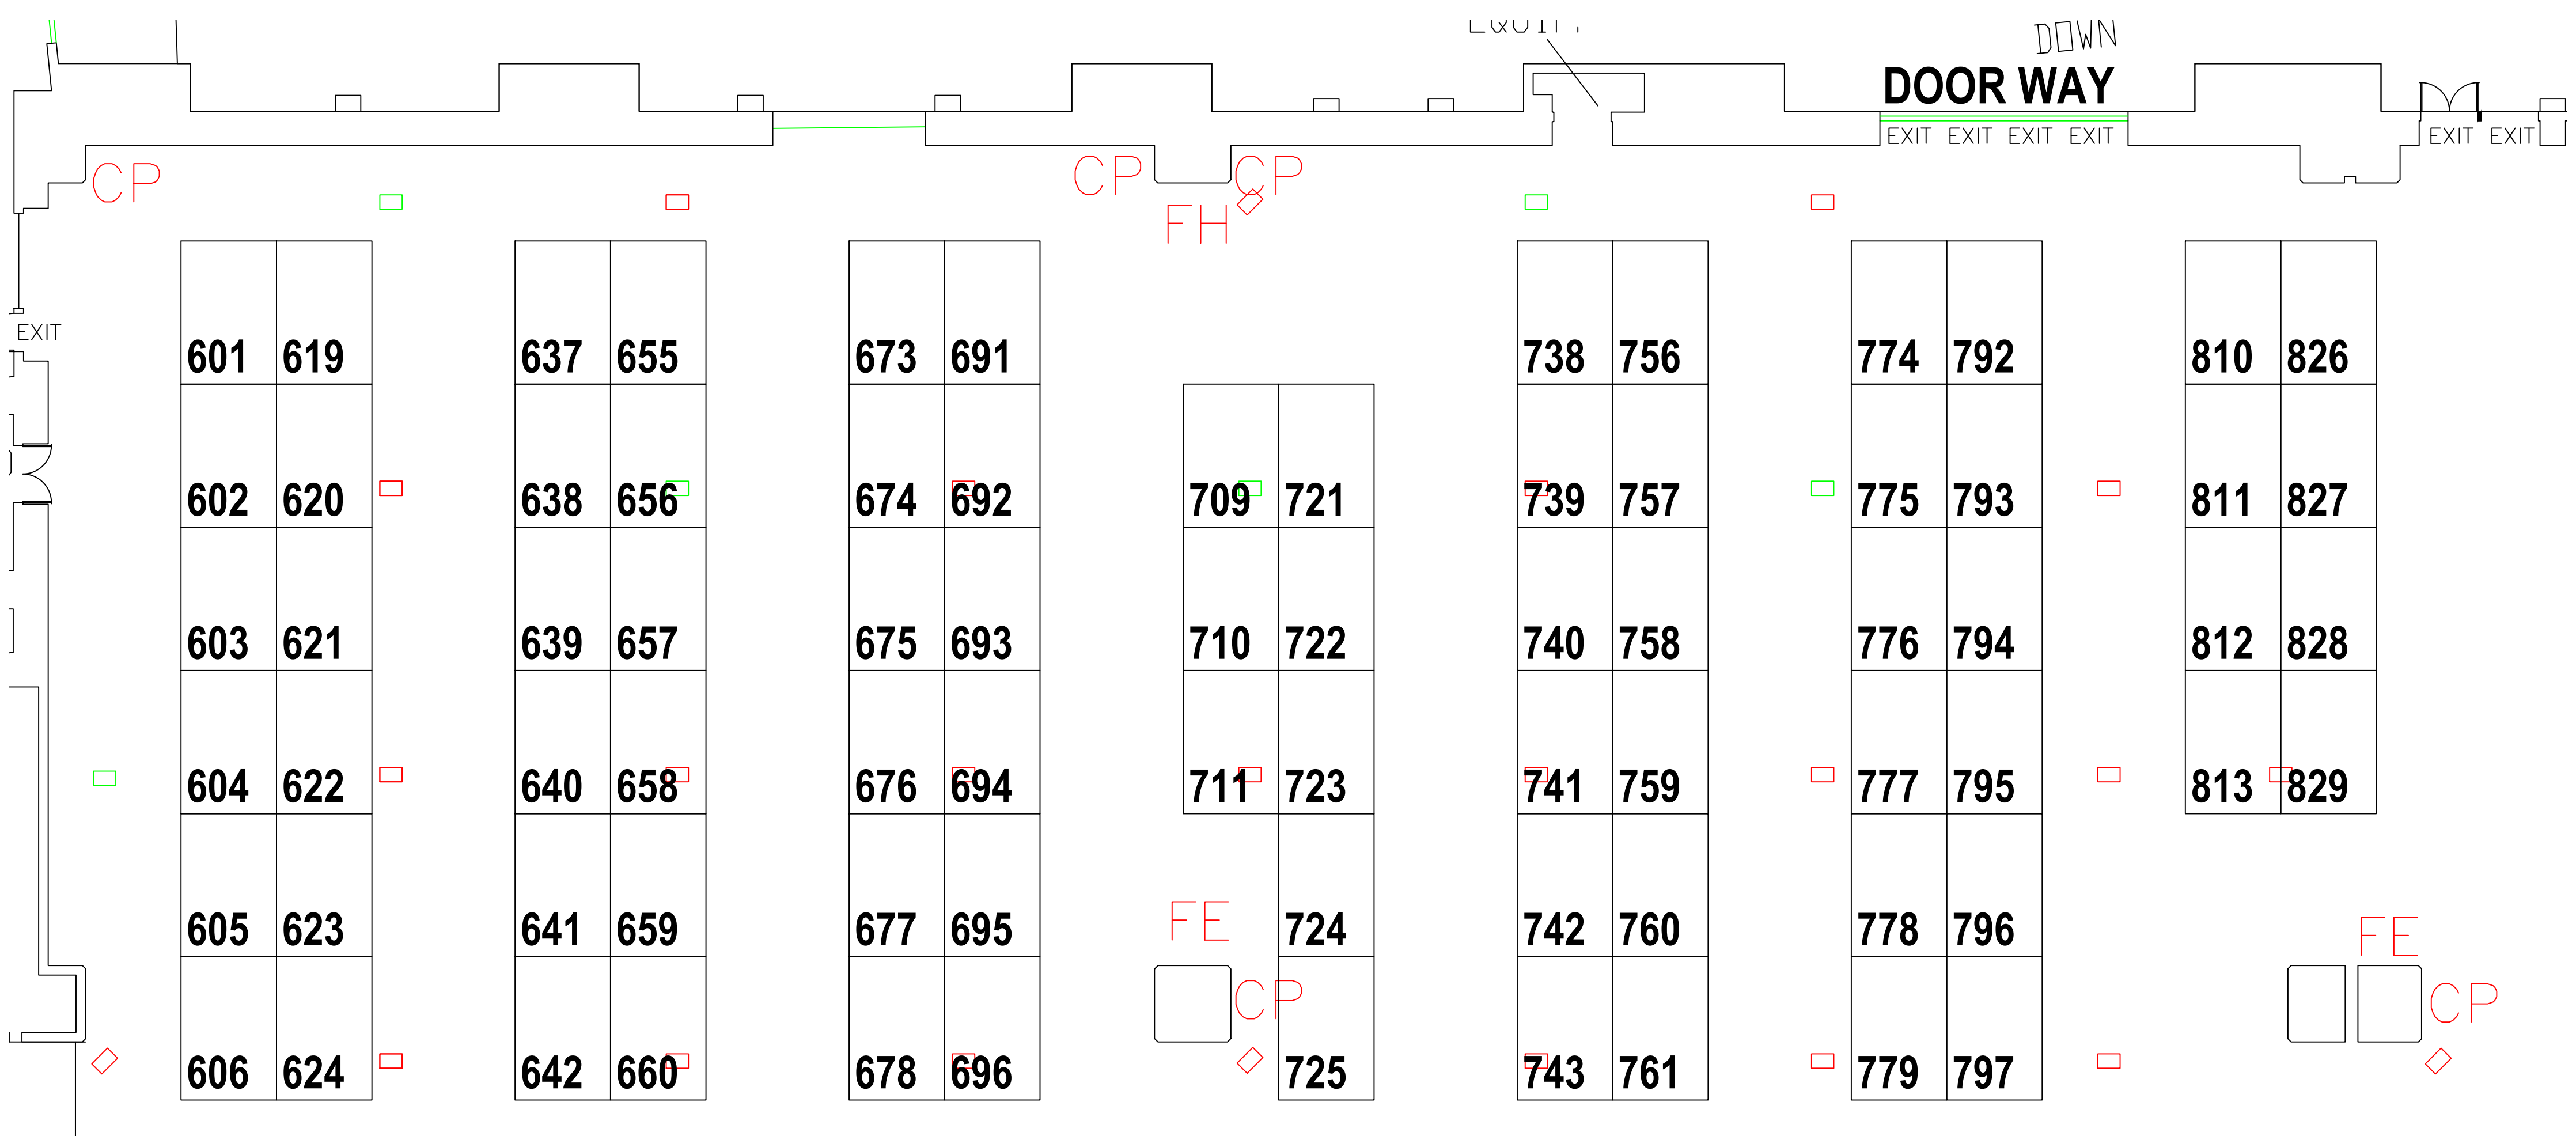 DOWN
DOOR WAY
EXIT EXIT EXIT EXIT EXIT EXIT
CP CP CP
FH
EXIT
601 619 637 655 673 691 738 756 774 792 810 826
602 620 638 656 674 692 709 721 739 757 775 793 811 827
603 621 639 657 675 693 710 722 740 758 776 794 812 828
604 622 640 658 676 694 711 723 741 759 777 795 813 829
605 623 641 659 677 695 FE 724 742 760 778 796 FE
CP CP
606 624 642 660 678 696 725 743 761 779 797